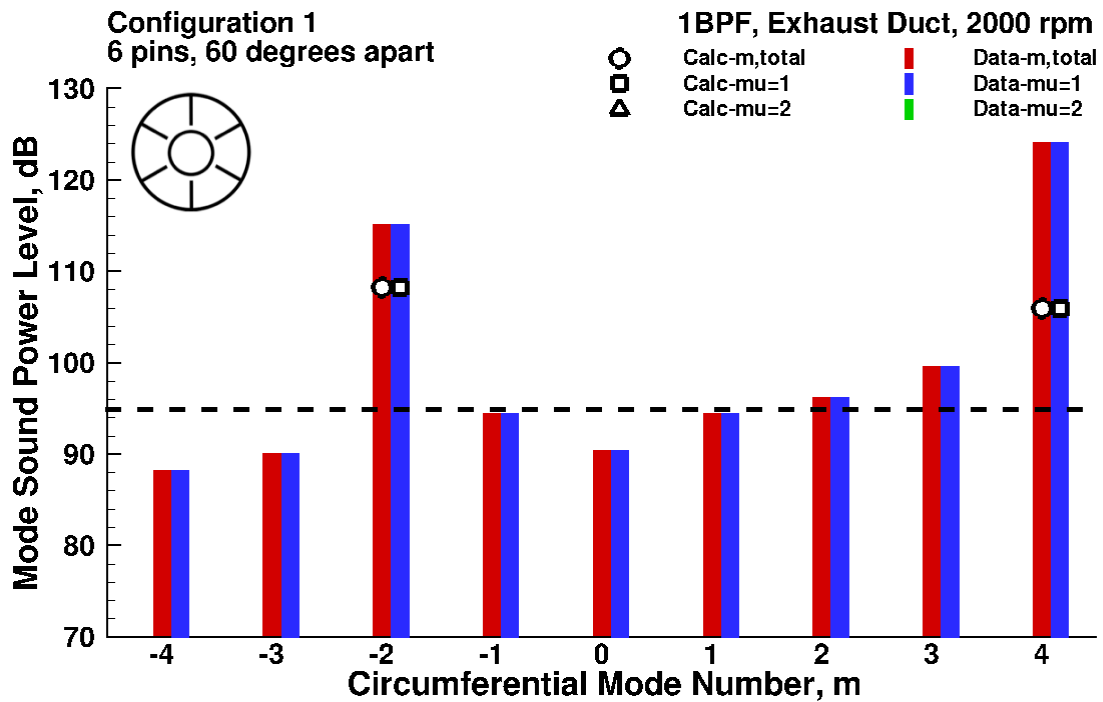 Configuration 1
6 pins, 60 degrees apart
1BPF, Exhaust Duct, 2000 rpm
Calc-m,total
Data-m,total
Calc-mu=1
Data-mu=1
Calc-mu=2
Data-mu=2
Mode Sound Power Level, dB
130
120
110
100
90
80
70
-4 -3 -2 -1 0 1 2 3 4
Circumferential Mode Number, m